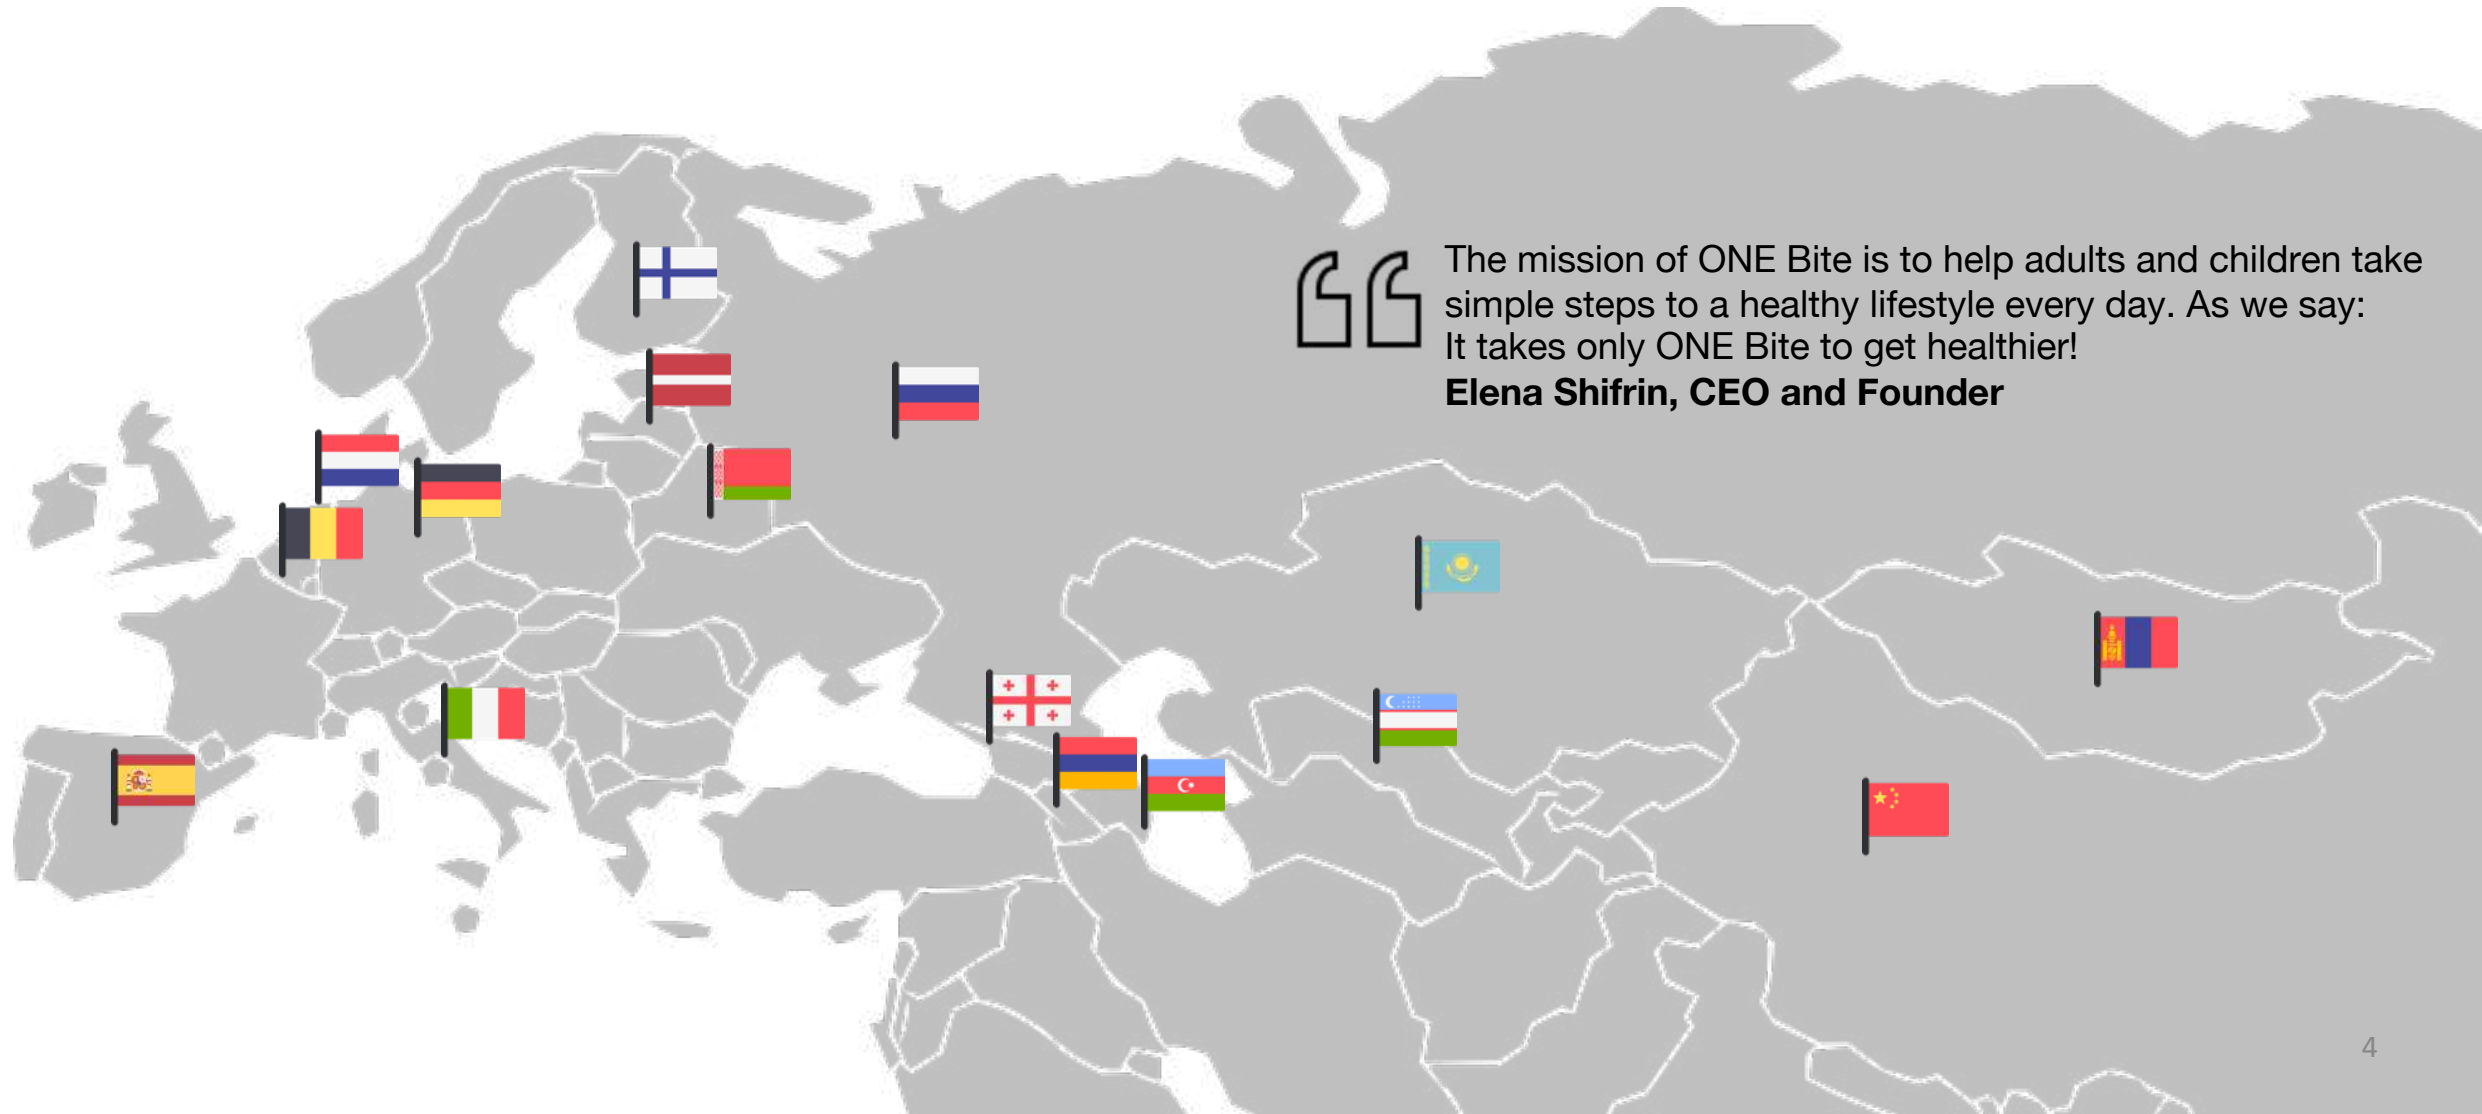 The mission of ONE Bite is to help adults and children take
simple steps to a healthy lifestyle every day. As we say:
It takes only ONE Bite to get healthier!
Elena Shifrin, CEO and Founder
4